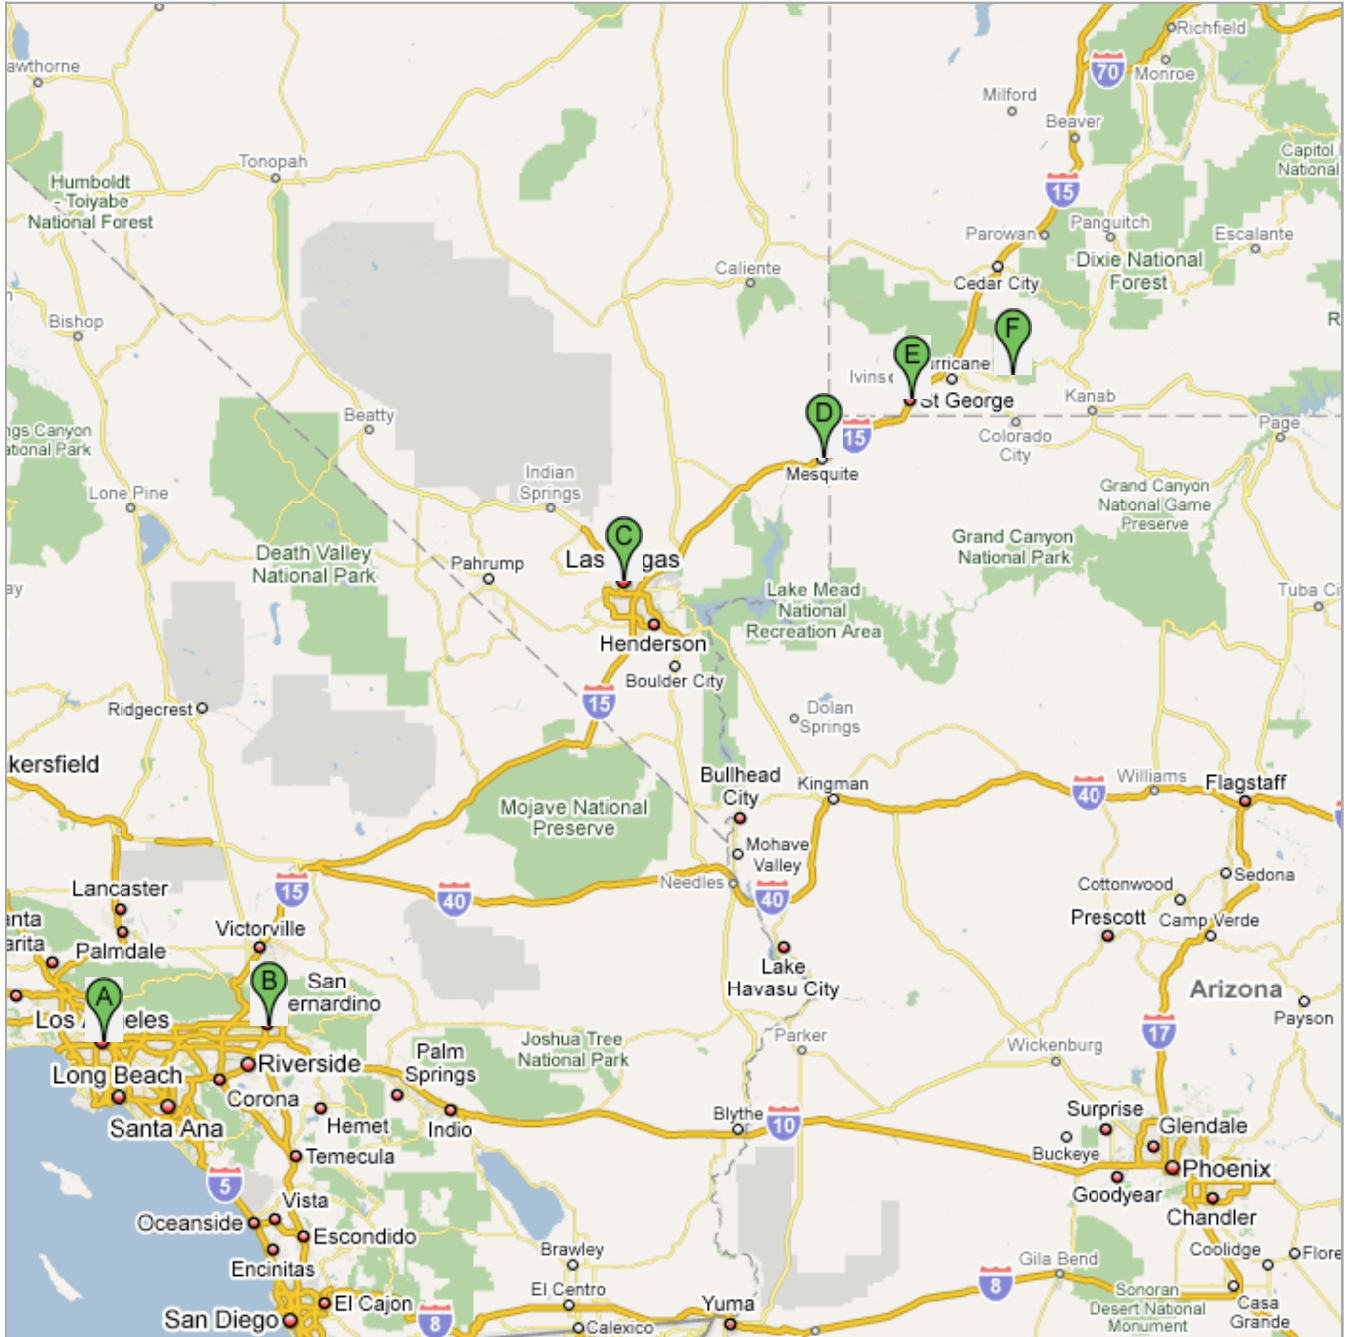 Richfield
70
awthorne
Monroe
Milford
Beaver
Tonopah
Capitol
National
Humboldt
- Toiyabe
National Forest
15
Panguitch
Parowan
Escalante
Dixie National
Forest
Caliente
Cedar City
Bishop
F
E
urricane
Ivins
St George
Kanab
D
Beatty
15
Colorado
City
Page
ngs Canyon
ational Park
Mesquite
Indian
Springs
Lone Pine
Grand Canyon
National Game
Preserve
C
Las
gas
Grand Canyon
National Park
Death Valley
National Park
Pahrump
ay
Lake Mead
National
Recreation Area
Tuba Ci
Henderson
Boulder City
15
Ridgecrest
Dolan
Springs
kersfield
Bullhead
City
Kingman
40
Williams
Flagstaff
Mojave National
Preserve
Mohave
Valley
Lancaster
15
40
Needles
40
Cottonwood
Sedona
anta
arita
Palmdale
Victorville
Prescott
Camp Verde
A
B
San
ernardino
Lake
Havasu City
Arizona
Los A
eles
Payson
Joshua Tree
National Park
Parker
Wickenburg
17
Palm
Springs
Riverside
Long Beach
Corona
Santa Ana
Hemet
Indio
Blythe
10
Surprise
Glendale
Buckeye
Temecula
Phoenix
Goodyear
5
Vista
Chandler
Oceanside
Escondido
Encinitas
Brawley
Gila Bend
Coolidge
Flore
El Centro
8
Sonoran
Desert National
Monument
Casa
Grande
San Diego
El Cajon
8
Yuma
Calexico